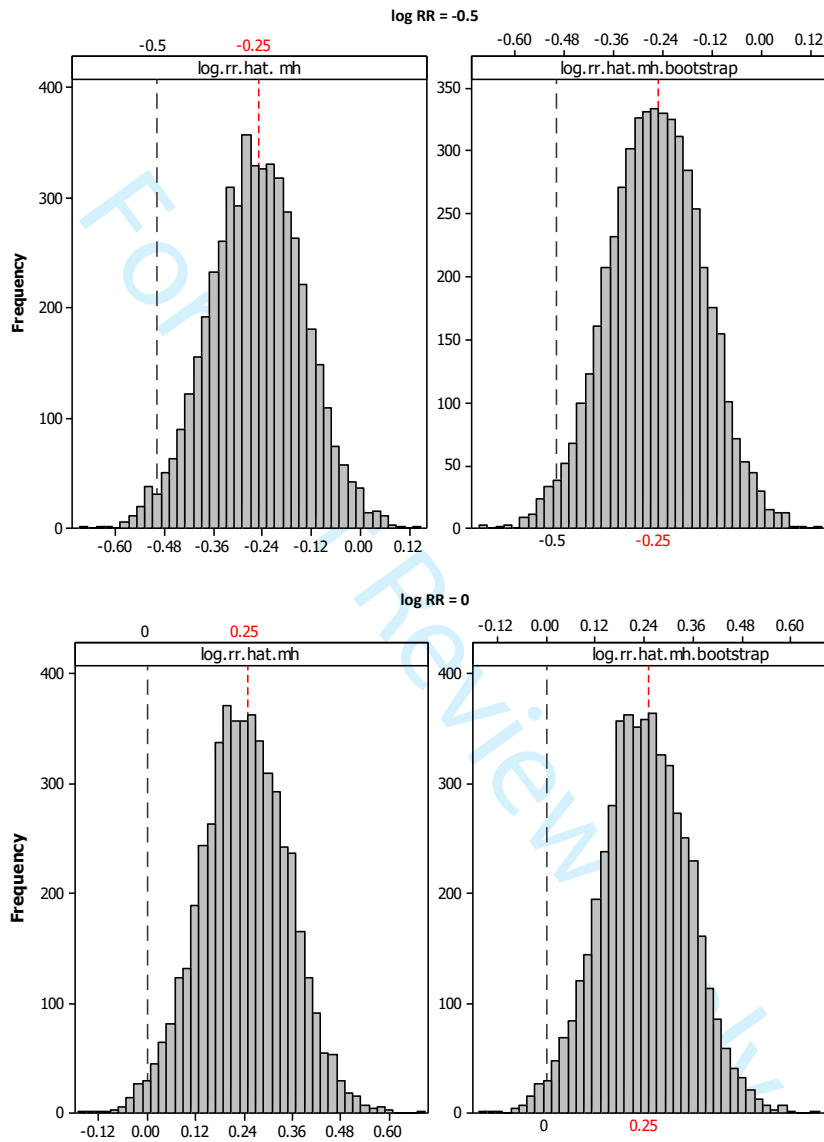 log RR = -0.5
-0.5 -0.25 -0.60 -0.48 -0.36 -0.24 -0.12 0.00 0.12
log.rr.hat. mh log.rr.hat.mh.bootstrap
400 350
300
300 250
200
200 150
100
100 50
0 0
Frequency
-0.60 -0.48 -0.36 -0.24 -0.12 0.00 0.12 -0.5 -0.25
log RR = 0
0 0.25 -0.12 0.00 0.12 0.24 0.36 0.48 0.60
log.rr.hat.mh log.rr.hat.mh.bootstrap
400 400
300 300
200 200
100 100
0 0
Frequency
-0.12 0.00 0.12 0.24 0.36 0.48 0.60 0 0.25
For
Review